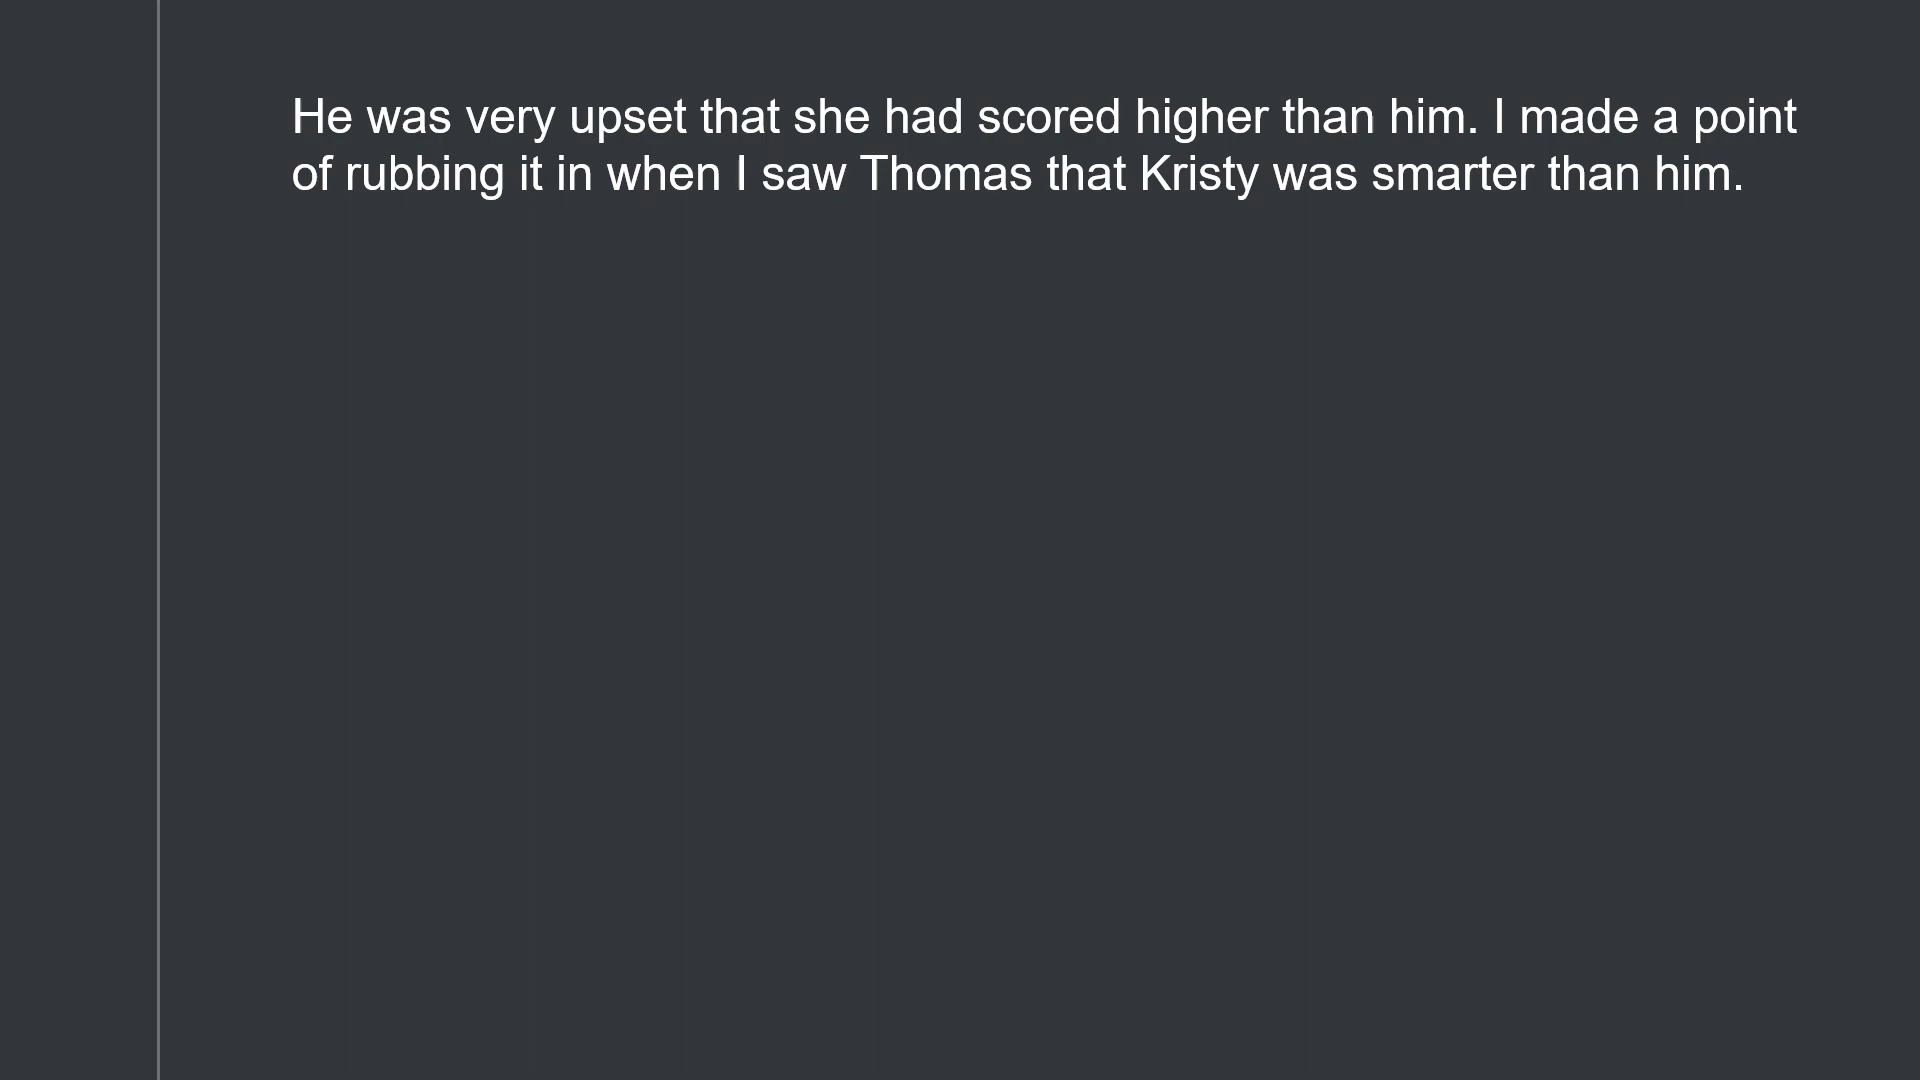 He was very upset that she had scored higher than him. I made a point
of rubbing it in when I saw Thomas that Kristy was smarter than him.